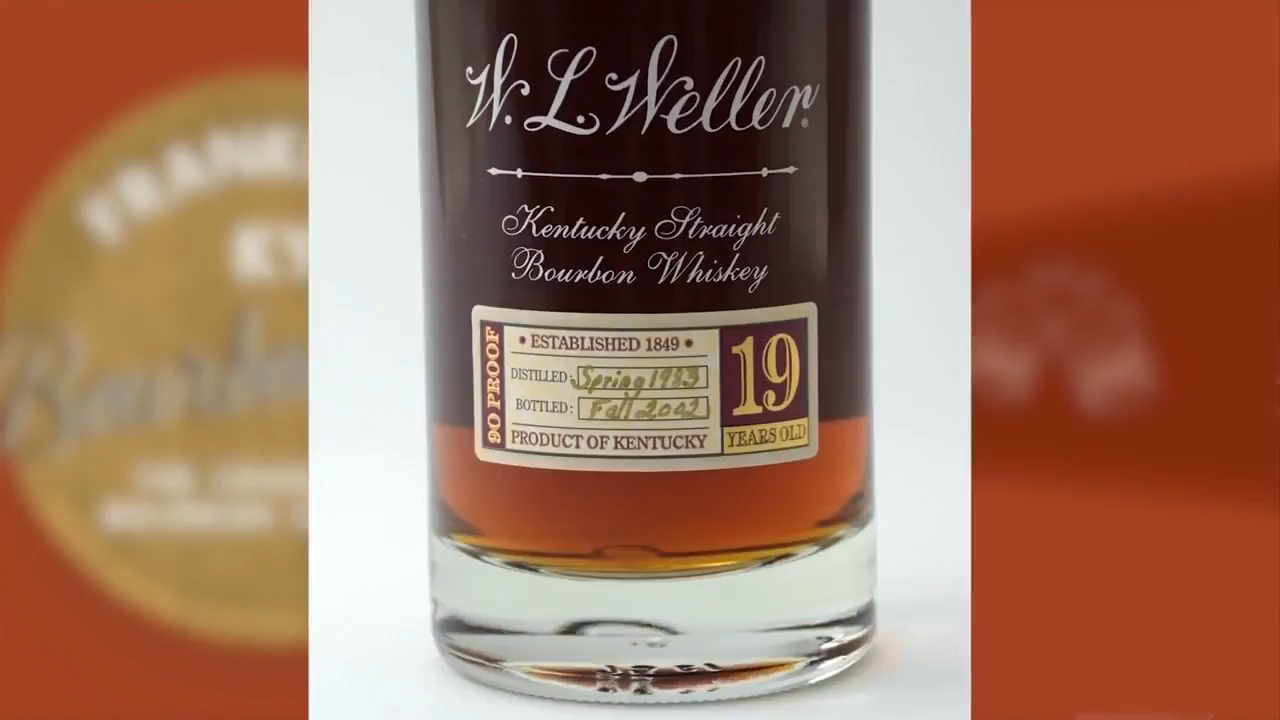 W. L. Weller.
Kentucky Straight
Bourbon Whiskey
90 PROOF
• ESTABLISHED 1849 •
DISTILLED: Spring 1983
BOTTLED: Fall 2002
PRODUCT OF KENTUCKY
19
YEARS OLD